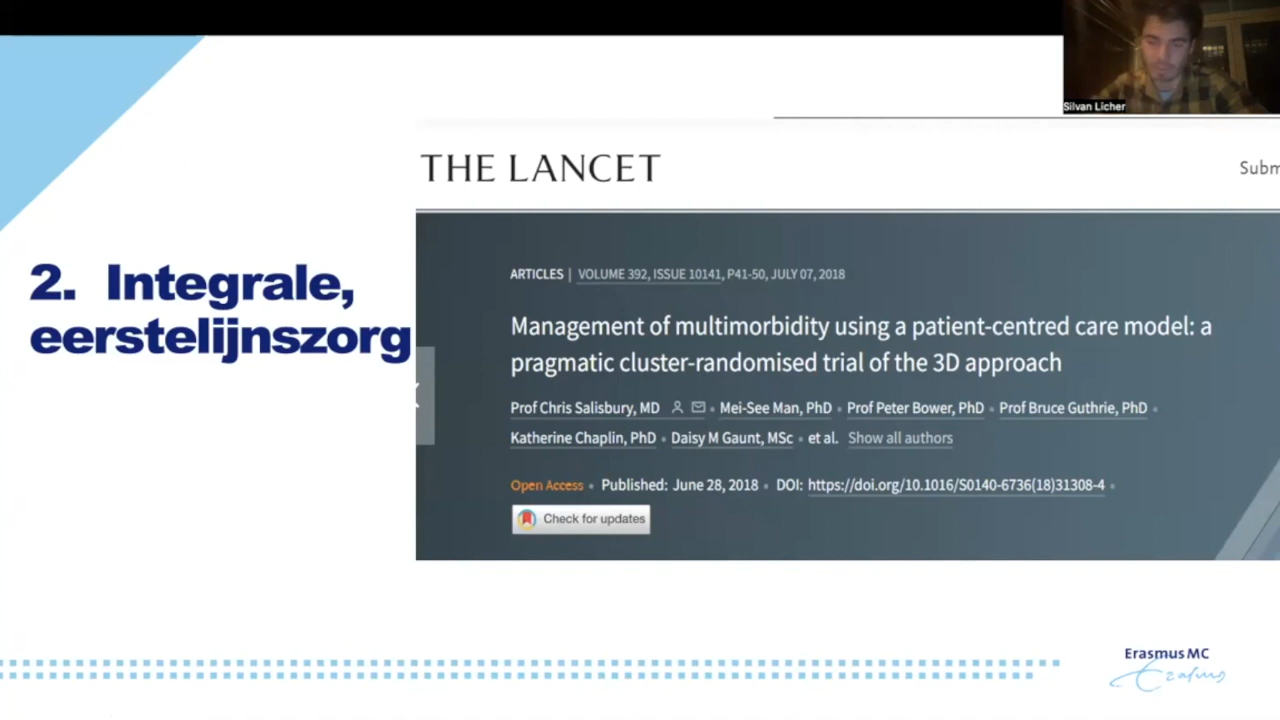 Silvan Licher
THE LANCET
Subm
2. Integrale,
eerstelijnszorg
ARTICLES | VOLUME 392, ISSUE 10141, P41-50, JULY 07, 2018
Management of multimorbidity using a patient-centred care model: a
pragmatic cluster-randomised trial of the 3D approach
Prof Chris Salisbury, MD • Mei-See Man, PhD • Prof Peter Bower, PhD • Prof Bruce Guthrie, PhD •
Katherine Chaplin, PhD • Daisy M Gaunt, MSc • et al. Show all authors
Open Access • Published: June 28, 2018 • DOI: https://doi.org/10.1016/S0140-6736(18)31308-4 •
Check for updates
Erasmus MC
Erasmus